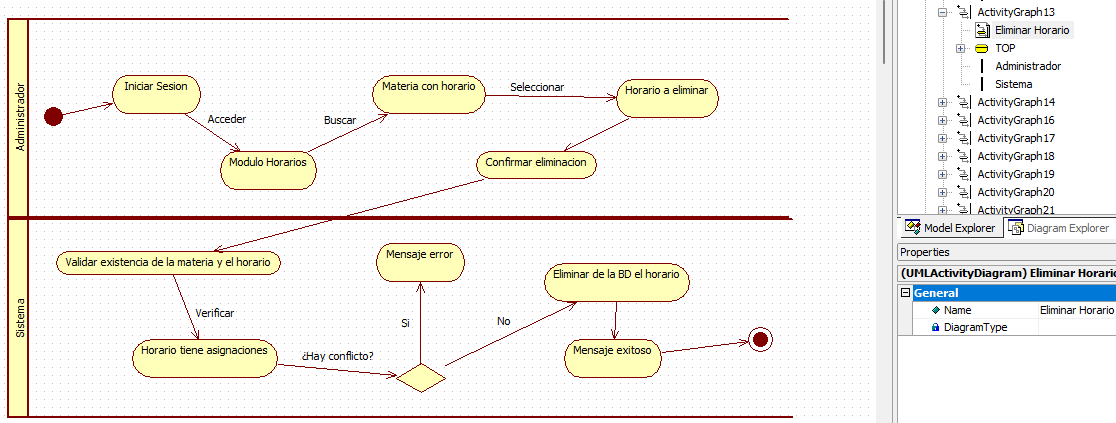 Administrador
Iniciar Sesion
Acceder
Modulo Horarios
Buscar
Materia con horario
Seleccionar
Horario a eliminar
Confirmar eliminacion
Sistema
Validar existencia de la materia y el horario
Verificar
Horario tiene asignaciones
¿Hay conflicto?
Si
Mensaje error
No
Eliminar de la BD el horario
Mensaje exitoso
ActivityGraph13
Eliminar Horario
TOP
Administrador
Sistema
ActivityGraph14
ActivityGraph16
ActivityGraph17
ActivityGraph18
ActivityGraph19
ActivityGraph20
ActivityGraph21
Model Explorer
Diagram Explorer
Properties
(UMLActivityDiagram) Eliminar Horario
General
Name Eliminar Horario
DiagramType